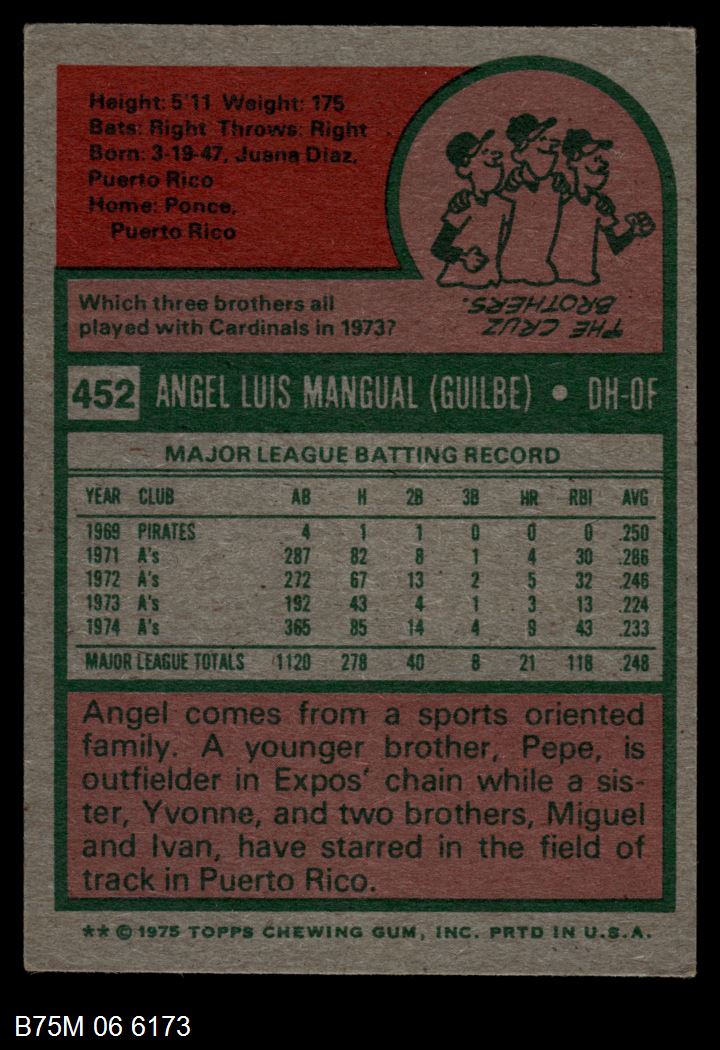 Height: 5'11 Weight: 175
Bats: Right Throws: Right
Born: 3-19-47, Juana Diaz,
Puerto Rico
Home: Ponce,
Puerto Rico
Which three brothers all
played with Cardinals in 1973?
THE CRUZ
BROTHERS.
452 ANGEL LUIS MANGUAL (GUILBE) • DH-OF
MAJOR LEAGUE BATTING RECORD
YEAR CLUB AB H 2B 3B HR RBI AVG
1969 PIRATES 4 1 1 0 0 0 .250
1971 A's 287 82 8 1 4 30 .286
1972 A's 272 67 13 2 5 32 .246
1973 A's 192 43 4 1 3 13 .224
1974 A's 365 85 14 4 9 43 .233
MAJOR LEAGUE TOTALS 1120 278 40 8 21 118 .248
Angel comes from a sports oriented
family. A younger brother, Pepe, is
outfielder in Expos' chain while a sis-
ter, Yvonne, and two brothers, Miguel
and Ivan, have starred in the field of
track in Puerto Rico.
** © 1975 TOPPS CHEWING GUM, INC. PRTD IN U.S.A.
B75M 06 6173